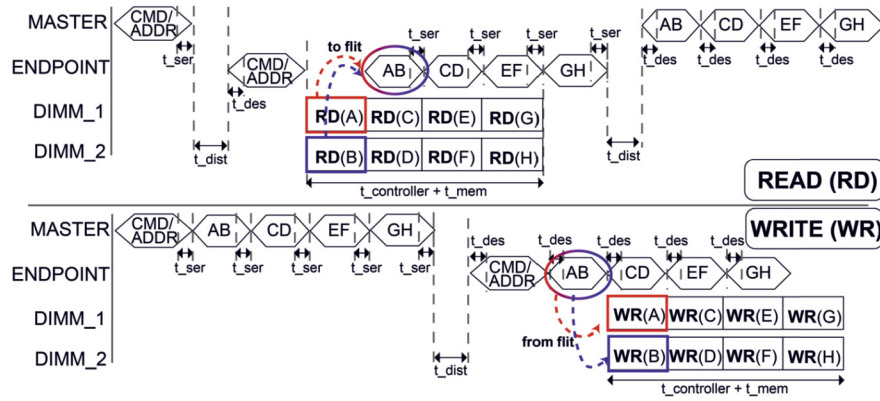 MASTER CMD/ADDR AB CD EF GH
t_ser t_ser t_ser t_ser t_ser
to flit
t_des t_des t_des t_des
ENDPOINT CMD/ADDR AB CD EF GH
t_des
DIMM_1 RD(A) RD(C) RD(E) RD(G)
t_dist t_dist
DIMM_2 RD(B) RD(D) RD(F) RD(H)
t_controller + t_mem
READ (RD)
WRITE (WR)
MASTER CMD/ADDR AB CD EF GH
t_ser t_ser t_ser t_ser t_ser
t_des t_des t_des t_des t_des
ENDPOINT CMD/ADDR AB CD EF GH
DIMM_1 WR(A) WR(C) WR(E) WR(G)
from flit
DIMM_2 WR(B) WR(D) WR(F) WR(H)
t_dist
t_controller + t_mem